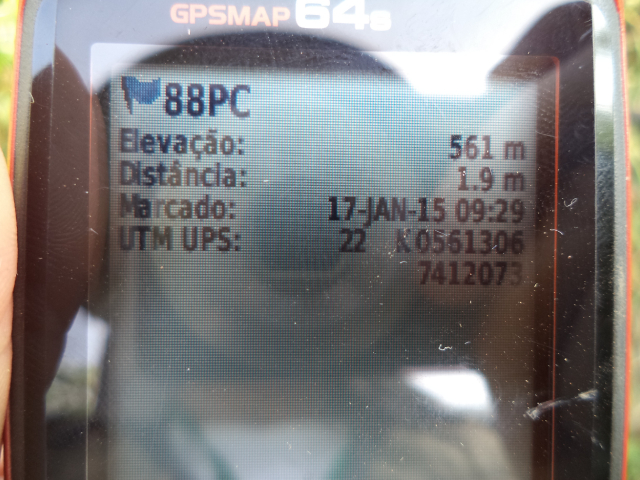 GPSMAP 64s
88PC
Elevação: 561 m
Distância: 1.9 m
Marcado: 17-JAN-15 09:29
UTM UPS: 22 K 0561306
7412073